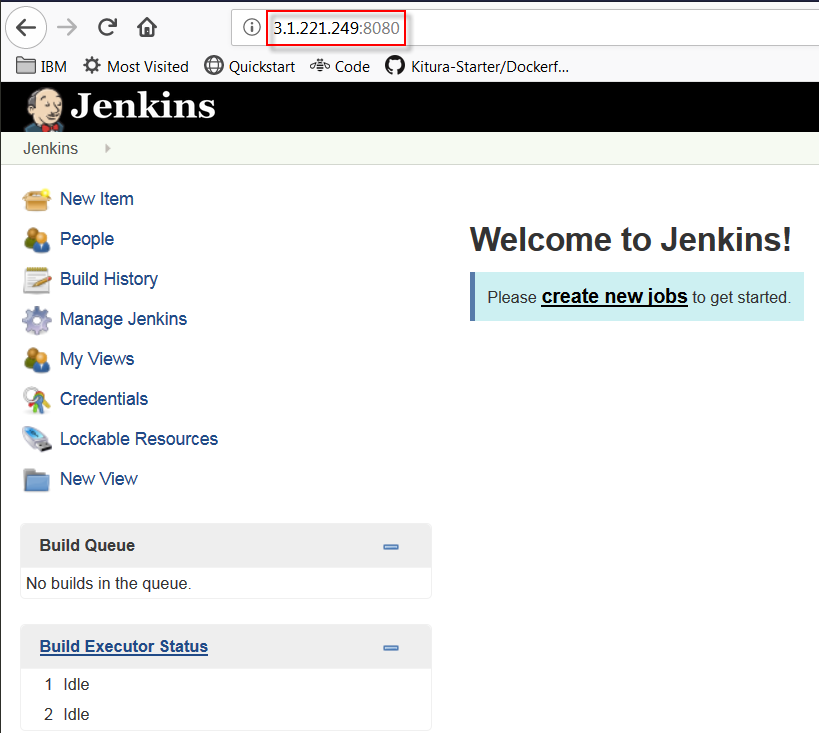 3.1.221.249:8080
IBM Most Visited Quickstart Code Kitura-Starter/Dockerf...
Jenkins
Jenkins
New Item
People
Build History
Manage Jenkins
My Views
Credentials
Lockable Resources
New View
Build Queue
No builds in the queue.
Build Executor Status
1 Idle
2 Idle
Welcome to Jenkins!
Please create new jobs to get started.